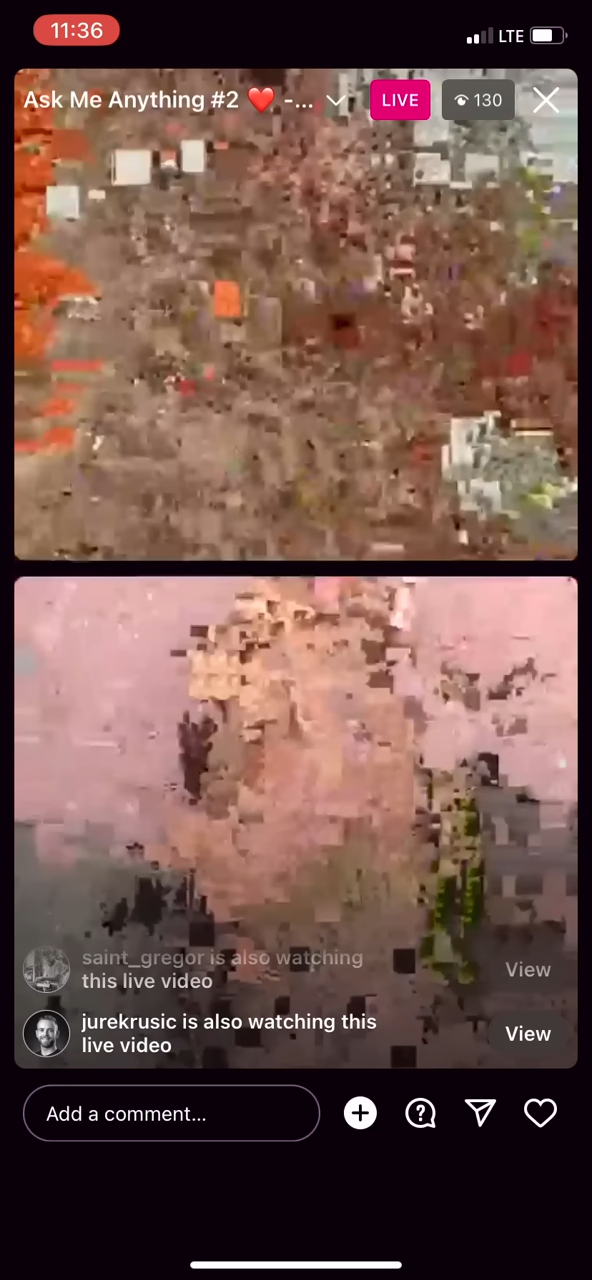 11:36
LTE
Ask Me Anything #2 ❤️ -...
LIVE
130
saint_gregor is also watching
this live video
View
jurekrusic is also watching this
live video
View
Add a comment...